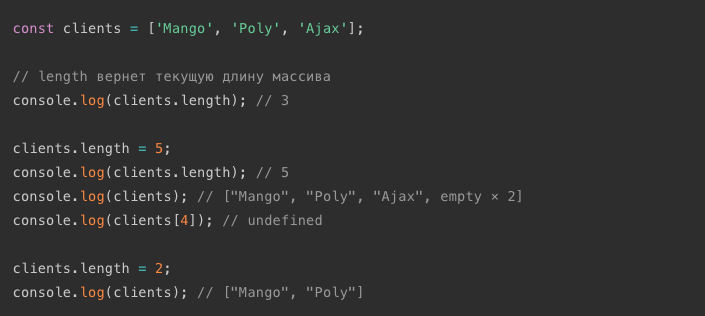 const clients = ['Mango', 'Poly', 'Ajax'];
// length вернет текущую длину массива
console.log(clients.length); // 3
clients.length = 5;
console.log(clients.length); // 5
console.log(clients); // ["Mango", "Poly", "Ajax", empty × 2]
console.log(clients[4]); // undefined
clients.length = 2;
console.log(clients); // ["Mango", "Poly"]